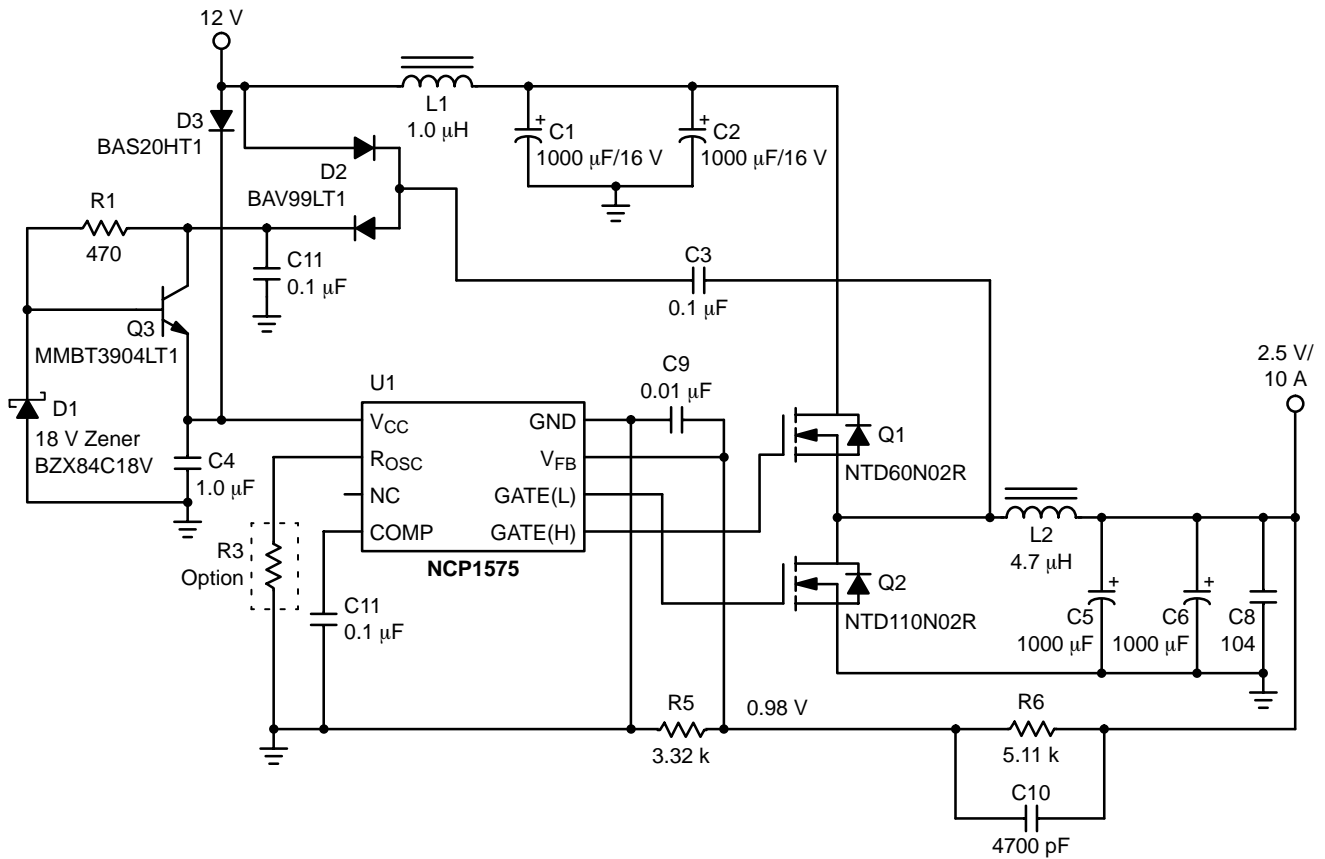 12 V
D3
BAS20HT1
L1
1.0 μH
C1
1000 μF/16 V
C2
1000 μF/16 V
D2
BAV99LT1
R1
470
C11
0.1 μF
C3
0.1 μF
Q3
MMBT3904LT1
D1
18 V Zener
BZX84C18V
C4
1.0 μF
U1
VCC
ROSC
NC
COMP
GND
VFB
GATE(L)
GATE(H)
NCP1575
C9
0.01 μF
Q1
NTD60N02R
2.5 V/
10 A
L2
4.7 μH
Q2
NTD110N02R
R3
Option
C11
0.1 μF
C5
1000 μF
C6
1000 μF
C8
104
R5
3.32 k
0.98 V
R6
5.11 k
C10
4700 pF